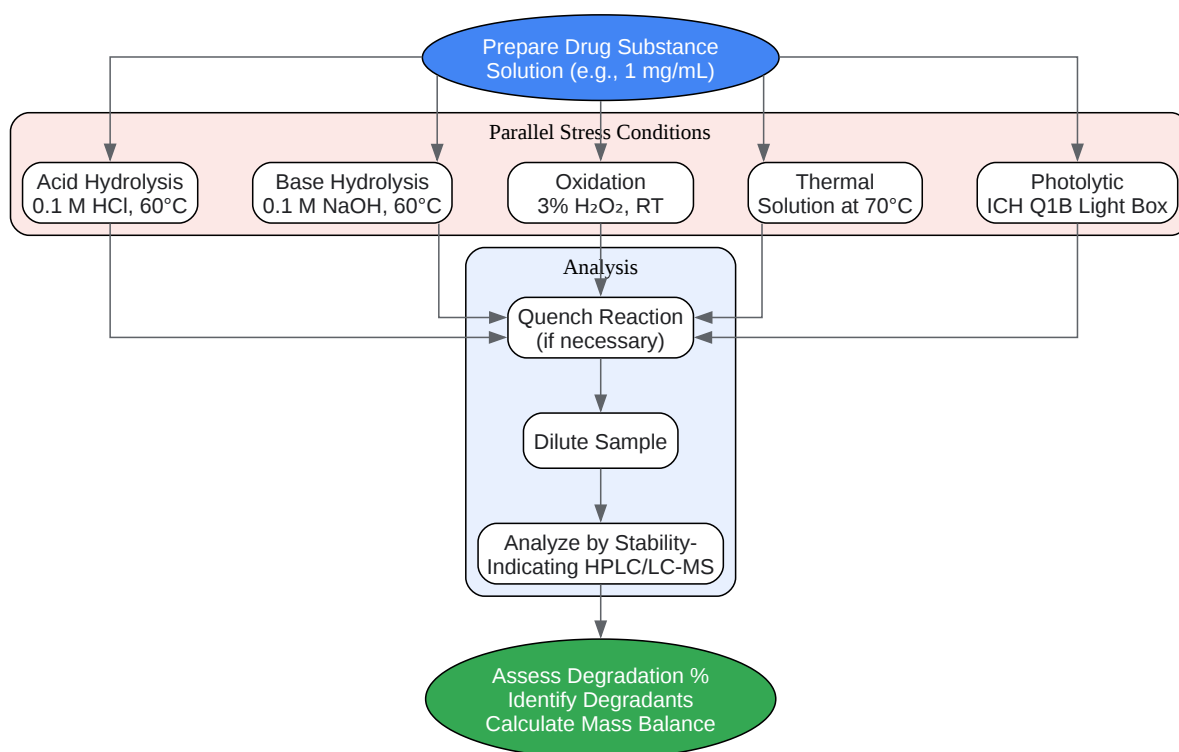 Prepare Drug Substance
Solution (e.g., 1 mg/mL)
Parallel Stress Conditions
Acid Hydrolysis
0.1 M HCl, 60°C
Base Hydrolysis
0.1 M NaOH, 60°C
Oxidation
3% H₂O₂, RT
Thermal
Solution at 70°C
Photolytic
ICH Q1B Light Box
Analysis
Quench Reaction
(if necessary)
Dilute Sample
Analyze by Stability-
Indicating HPLC/LC-MS
Assess Degradation %
Identify Degradants
Calculate Mass Balance